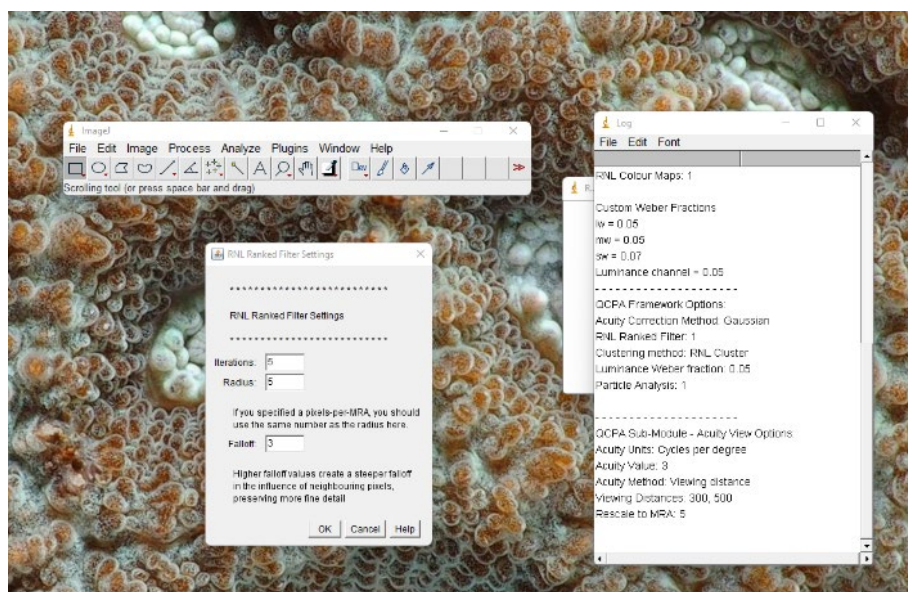 ImageJ
File Edit Image Process Analyze Plugins Window Help
Dev
Scrolling tool (or press space bar and drag)
RNL Ranked Filter Settings
* * * * * * * * * * * * * * * * * * * * * * * * * *
RNL Ranked Filter Settings
* * * * * * * * * * * * * * * * * * * * * * * * * *
Iterations: 5
Radius: 5
If you specified a pixels-per-MRA, you should
use the same number as the radius here.
Falloff: 3
Higher falloff values create a steeper falloff
in the influence of neighbouring pixels,
preserving more fine detail
OK Cancel Help
Log
File Edit Font
RNL Colour Maps: 1
Custom Weber Fractions
lw = 0.05
mw = 0.05
sw = 0.07
Luminance channel = 0.05
- - - - - - - - - - - - - - - - - - - -
QCPA Framework Options:
Acuity Correction Method: Gaussian
RNL Ranked Filter: 1
Clustering method: RNL Cluster
Luminance Weber fraction: 0.05
Particle Analysis: 1
- - - - - - - - - - - - - - - - - - - -
QCPA Sub-Module - Acuity View Options:
Acuity Units: Cycles per degree
Acuity Value: 3
Acuity Method: Viewing distance
Viewing Distances: 300, 500
Rescale to MRA: 5